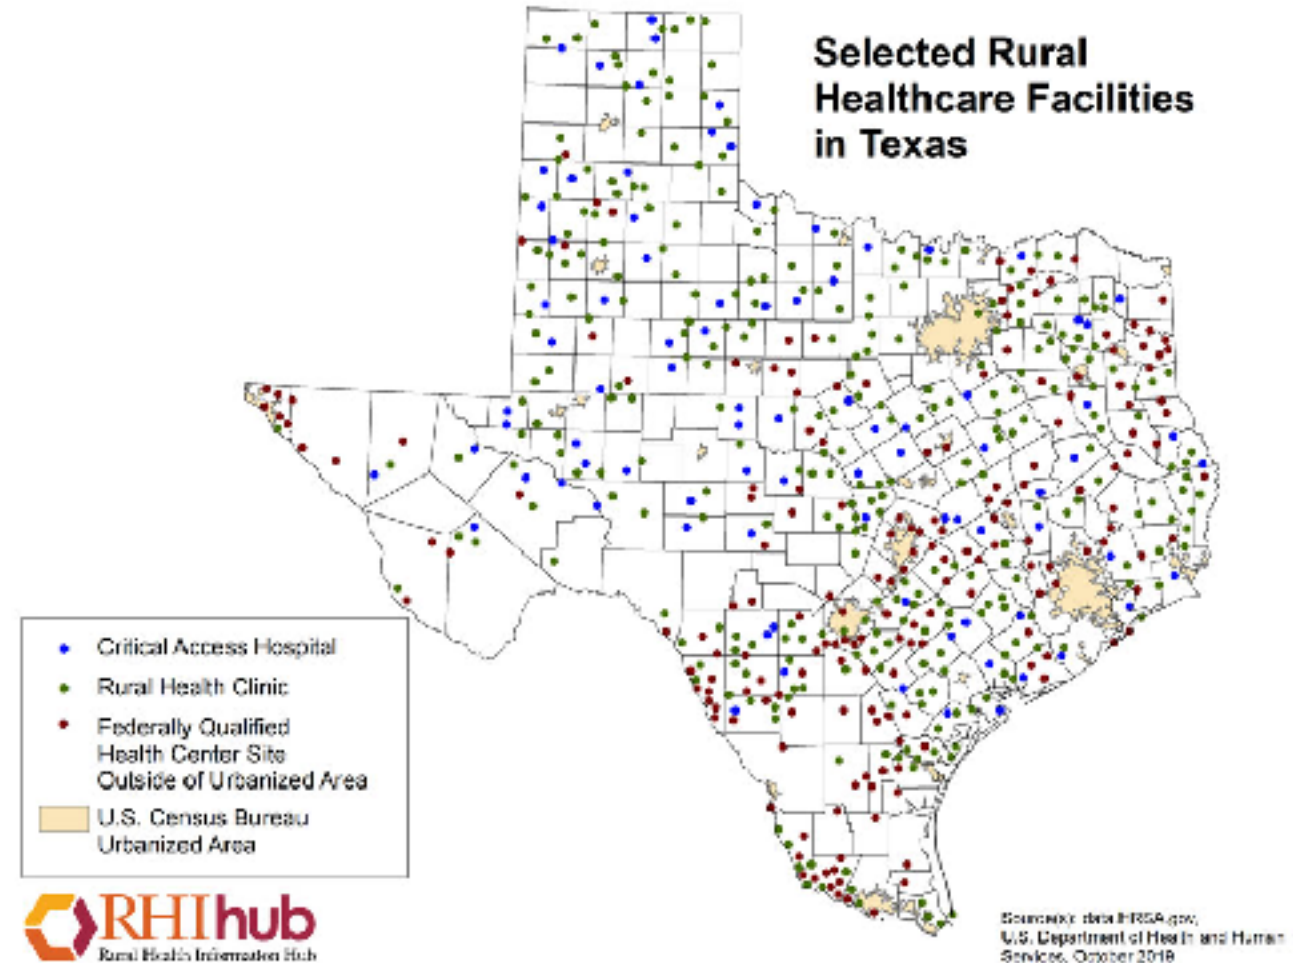 Selected Rural
Healthcare Facilities
in Texas
Critical Access Hospital
Rural Health Clinic
Federally Qualified
Health Center Site
Outside of Urbanized Area
U.S. Census Bureau
Urbanized Area
RHIhub
Rural Health Information Hub
Source(s): data.HRSA.gov,
U.S. Department of Health and Human
Services, October 2019